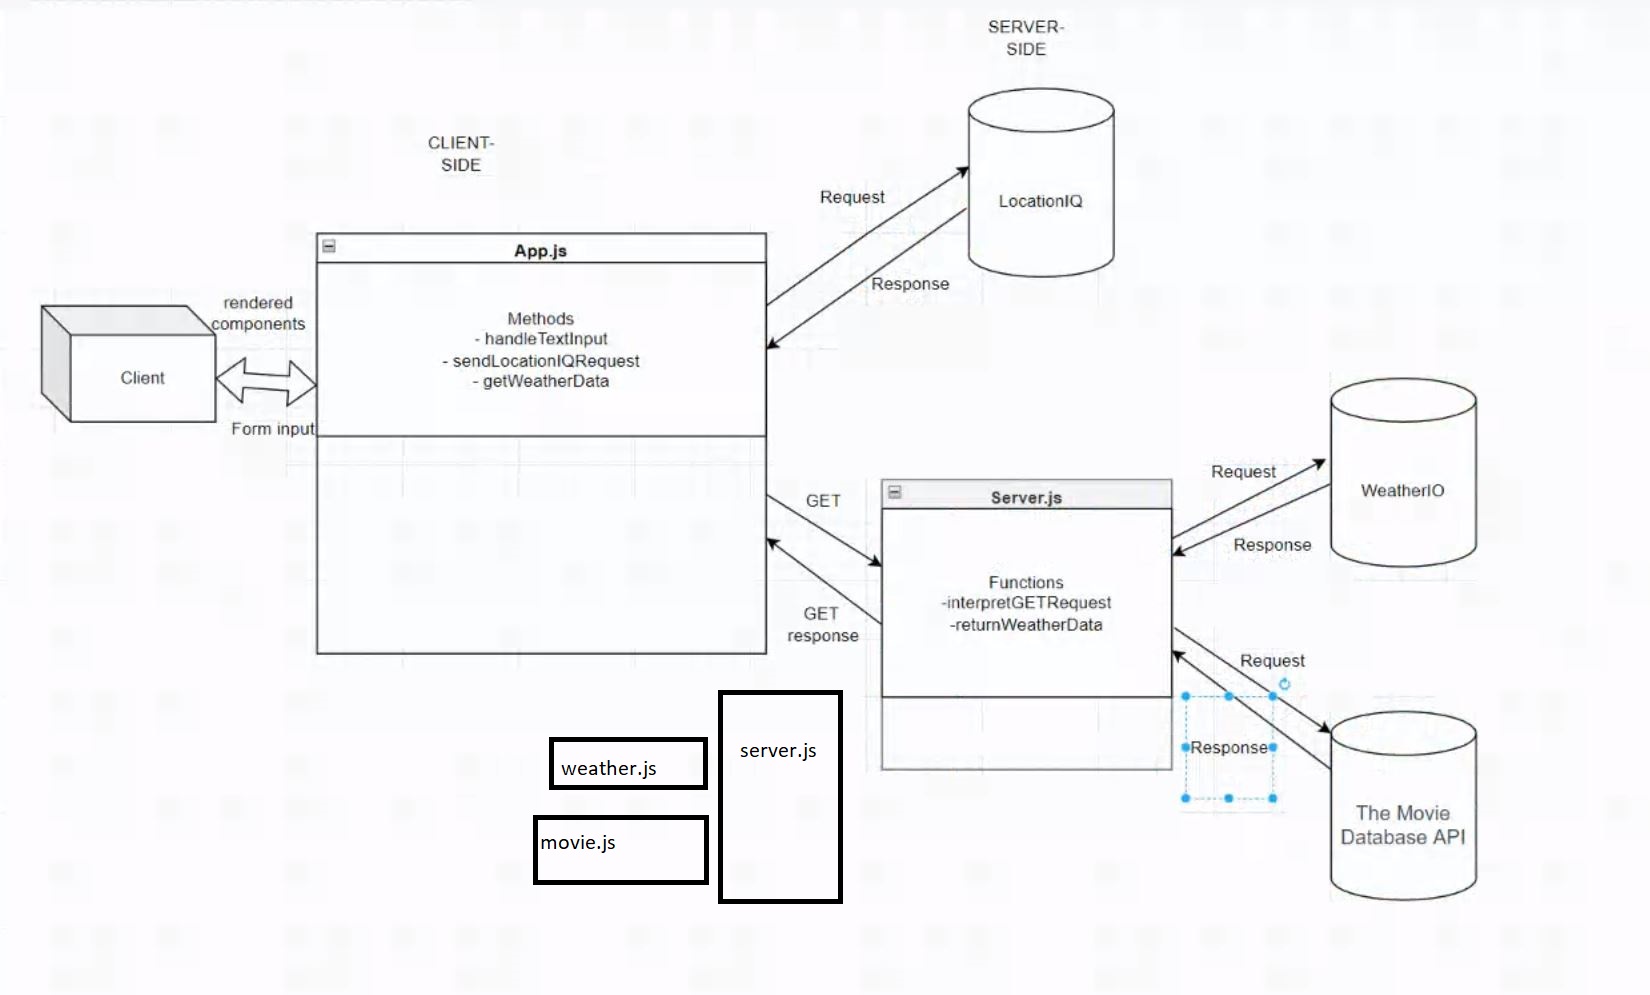 SERVER-
SIDE
CLIENT-
SIDE
LocationIQ
Request
Response
App.js
Methods
- handleTextInput
- sendLocationIQRequest
- getWeatherData
rendered
components
Client
Form input
GET
GET
response
Server.js
Functions
-interpretGETRequest
-returnWeatherData
Request
Response
WeatherIO
Request
Response
The Movie
Database API
weather.js
movie.js
server.js